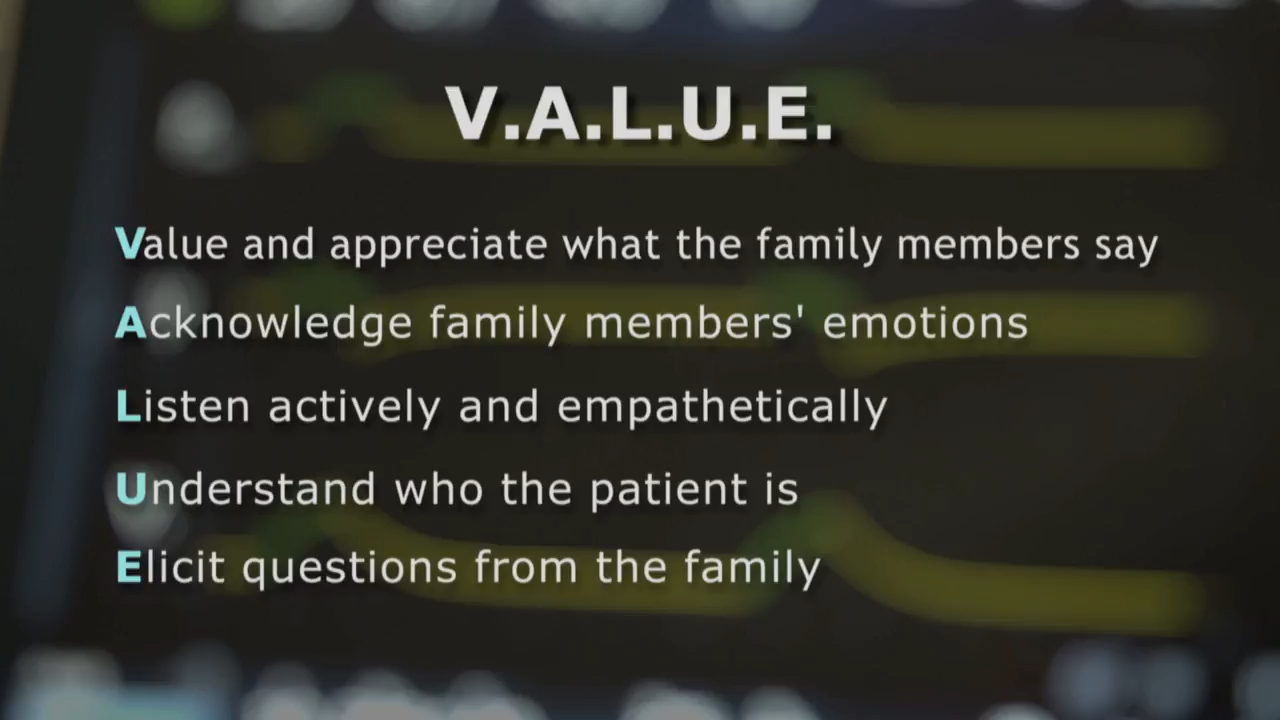 V.A.L.U.E.
Value and appreciate what the family members say
Acknowledge family members' emotions
Listen actively and empathetically
Understand who the patient is
Elicit questions from the family